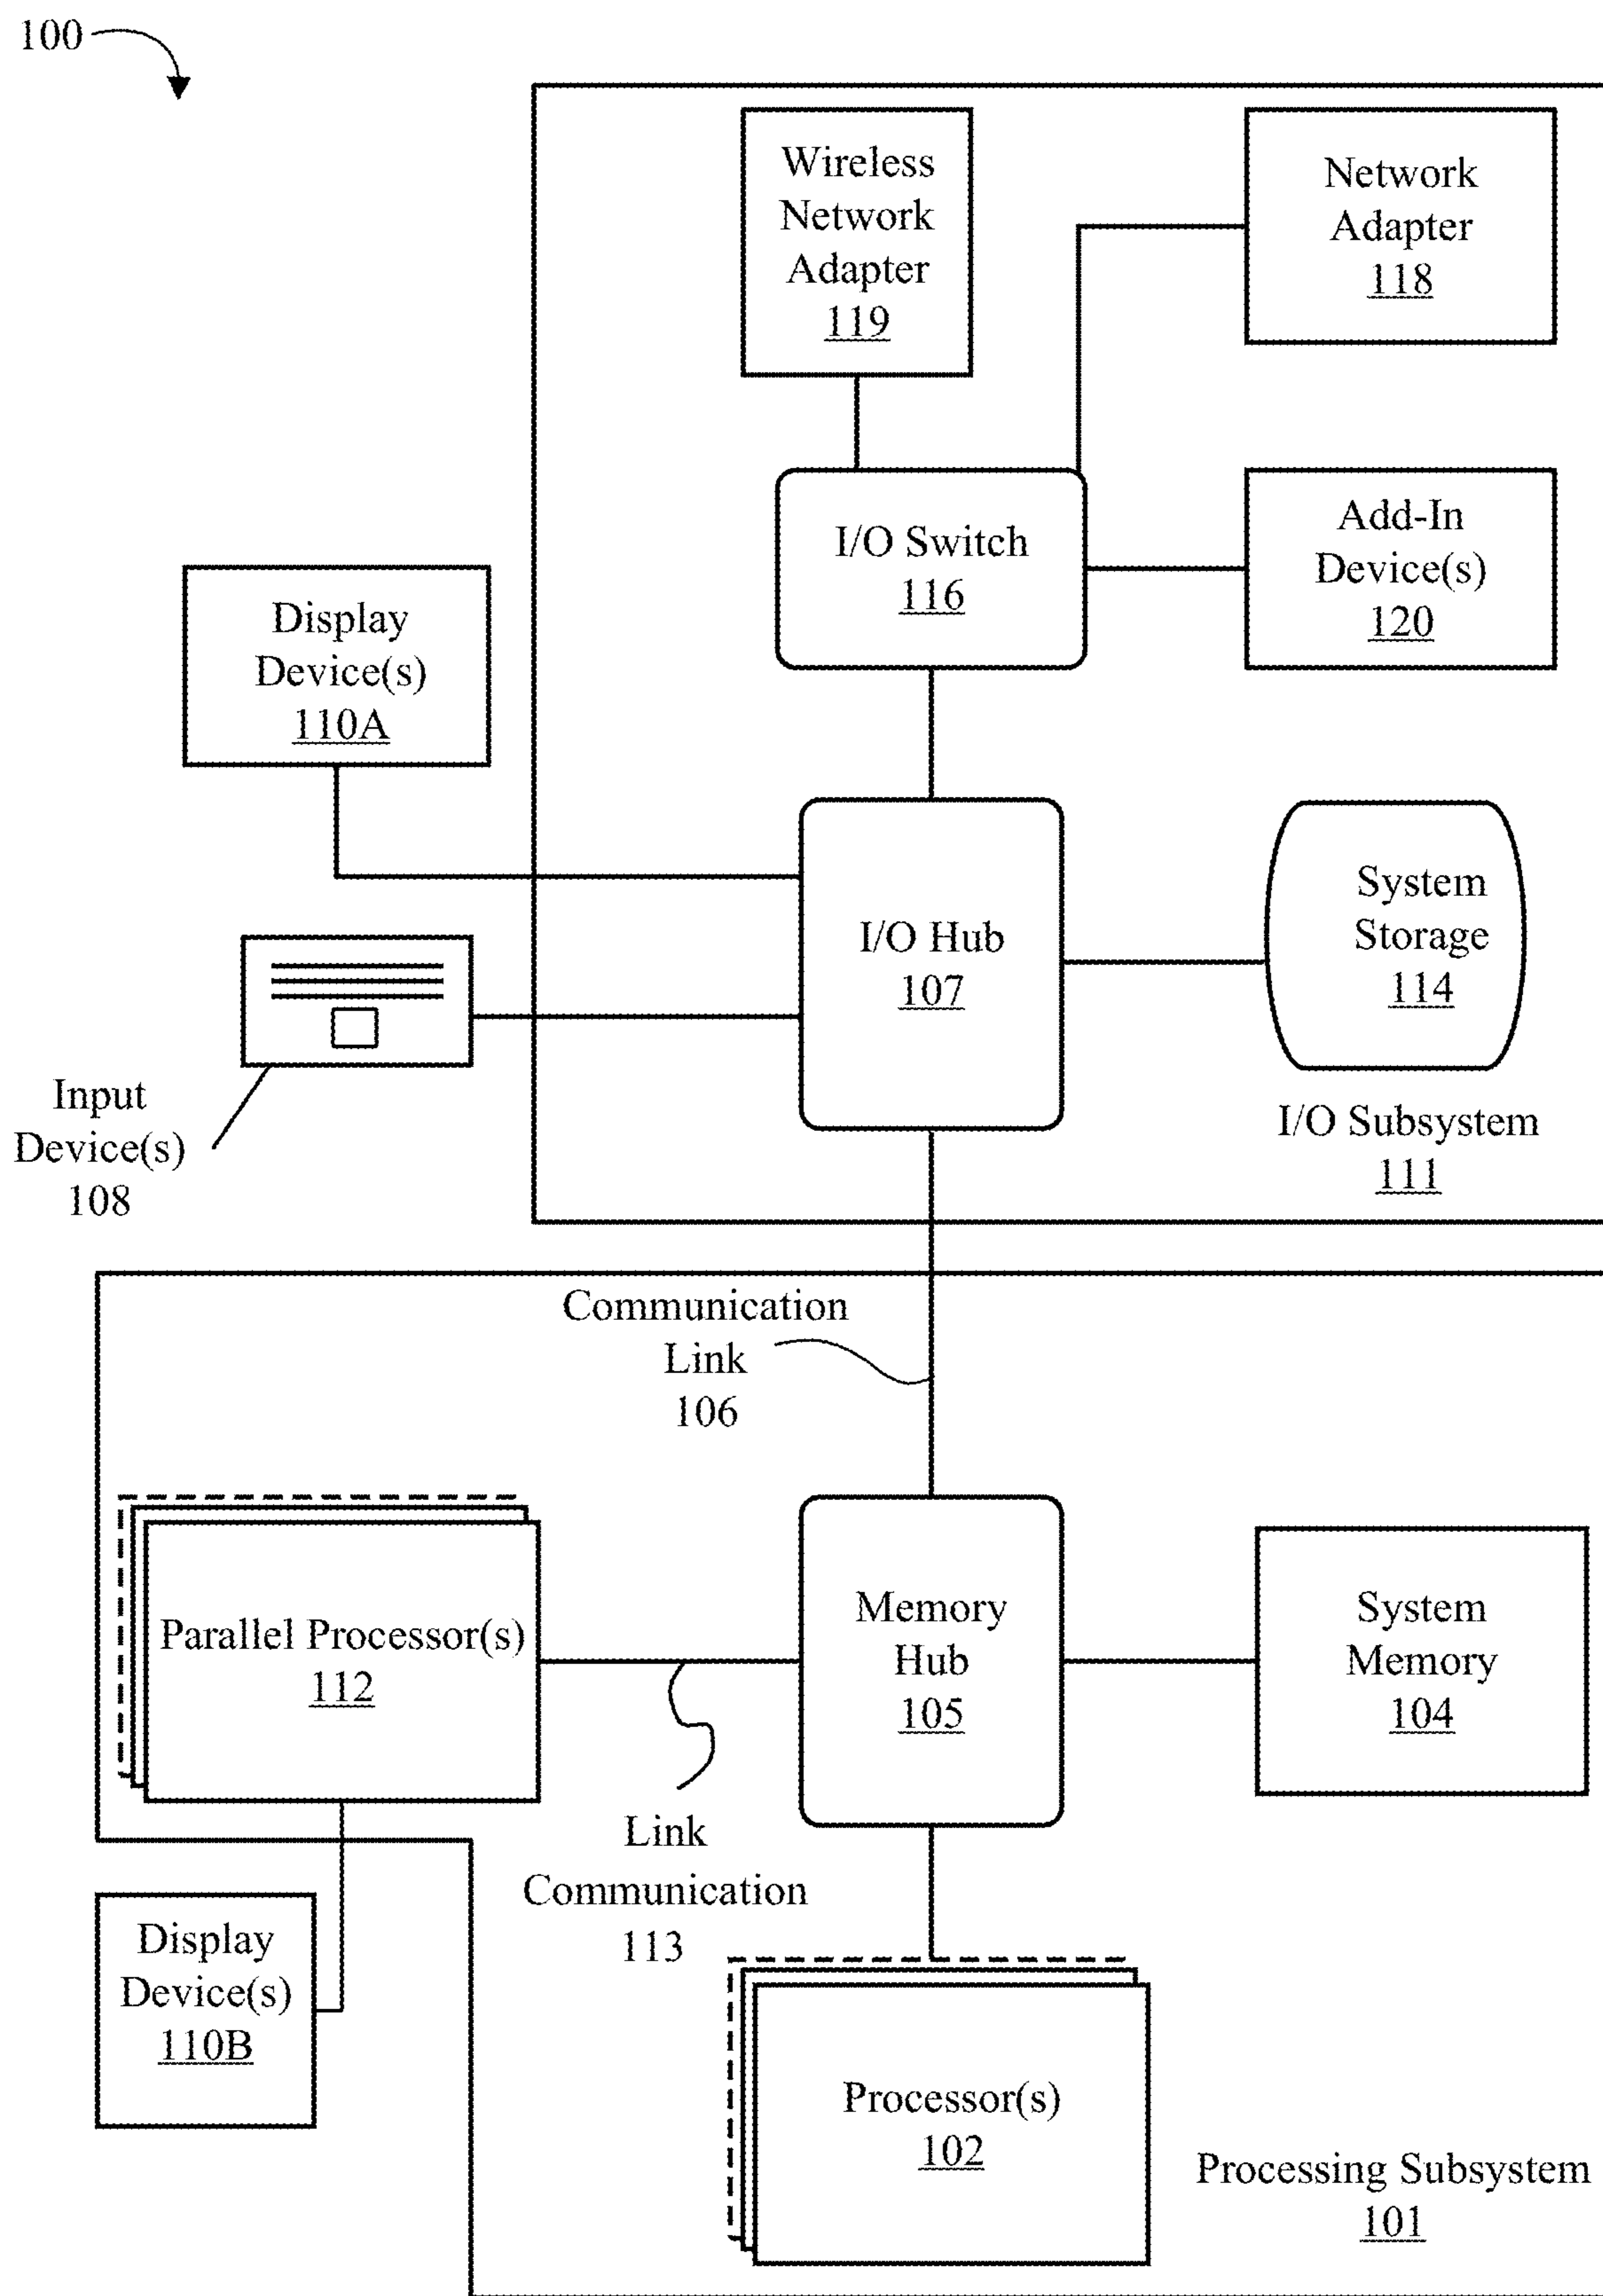 100
Wireless
Network
Adapter
119
Network
Adapter
118
I/O Switch
116
Add-In
Device(s)
120
Display
Device(s)
110A
I/O Hub
107
System
Storage
114
Input
Device(s)
108
I/O Subsystem
111
Communication
Link
106
Parallel Processor(s)
112
Memory
Hub
105
System
Memory
104
Link
Communication
113
Display
Device(s)
110B
Processor(s)
102
Processing Subsystem
101